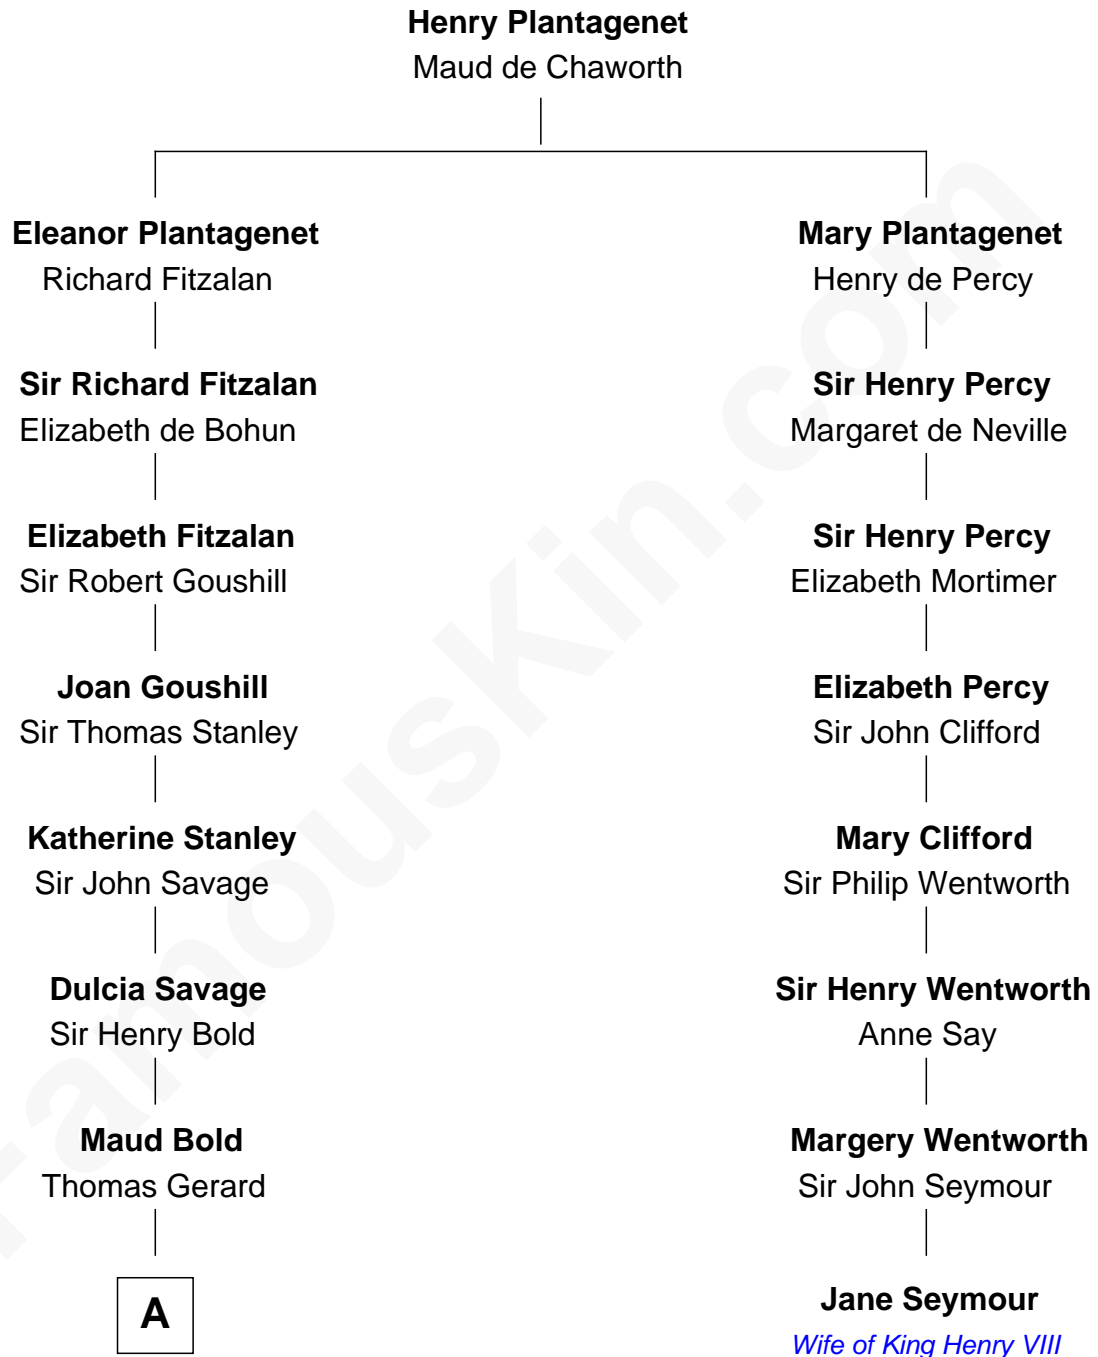 Henry Plantagenet
Maud de Chaworth
Eleanor Plantagenet
Richard Fitzalan
Sir Richard Fitzalan
Elizabeth de Bohun
Elizabeth Fitzalan
Sir Robert Goushill
Joan Goushill
Sir Thomas Stanley
Katherine Stanley
Sir John Savage
Dulcia Savage
Sir Henry Bold
Maud Bold
Thomas Gerard
A
Mary Plantagenet
Henry de Percy
Sir Henry Percy
Margaret de Neville
Sir Henry Percy
Elizabeth Mortimer
Elizabeth Percy
Sir John Clifford
Mary Clifford
Sir Philip Wentworth
Sir Henry Wentworth
Anne Say
Margery Wentworth
Sir John Seymour
Jane Seymour
Wife of King Henry VIII
FamousKin.com